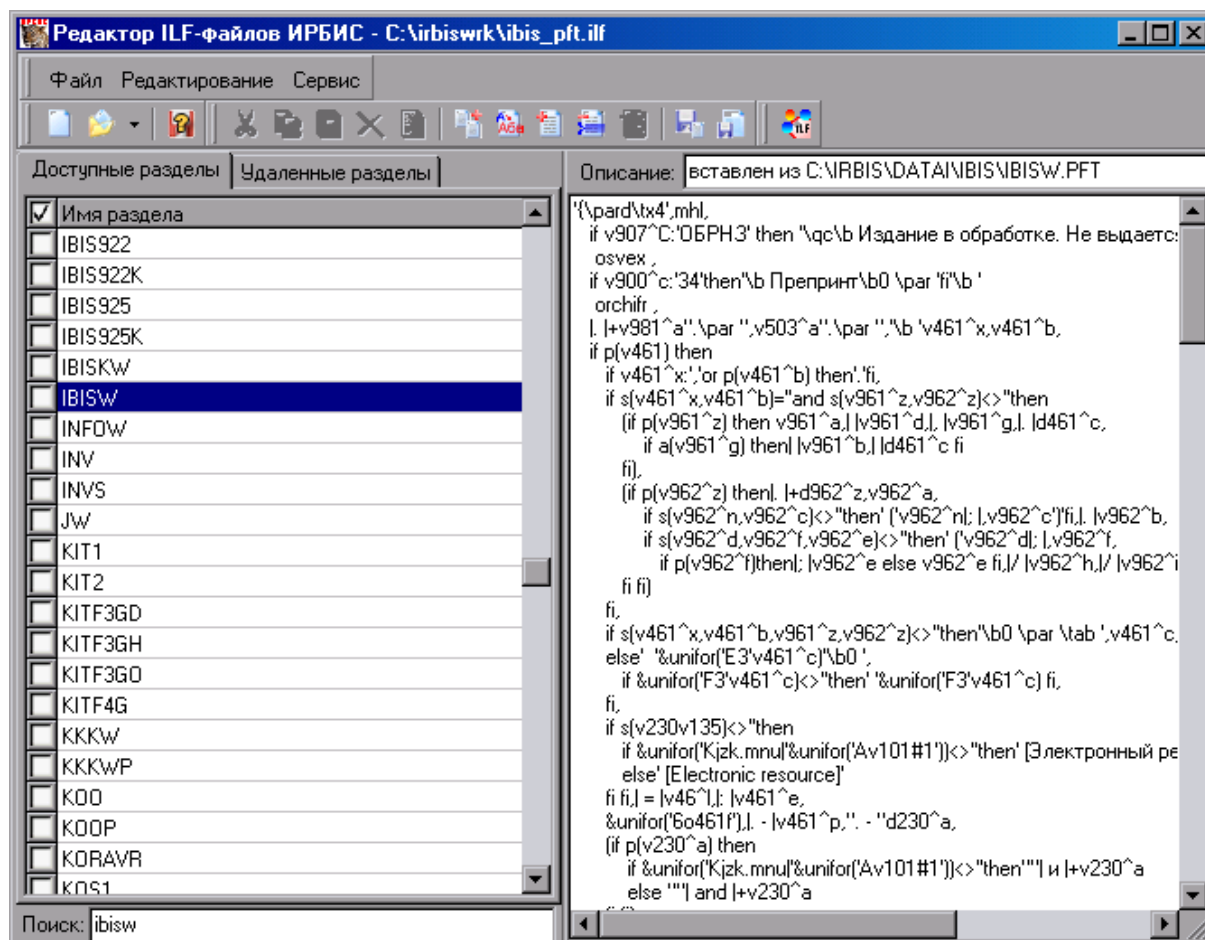 Редактор ILF-файлов ИРБИС - C:\irbiswrk\ibis_pft.ilf
Файл Редактирование Сервис
Доступные разделы Удаленные разделы
Описание: вставлен из C:\IRBIS\DATAI\IBIS\IBISW.PFT
Имя раздела
IBIS922
IBIS922K
IBIS925
IBIS925K
IBISKW
IBISW
INFOW
INV
INVS
JW
KIT1
KIT2
KITF3GD
KITF3GH
KITF3GO
KITF4G
KKKW
KKKWP
KOO
KOOP
KORAVR
KOS1
Поиск: ibisw
'{\pard\tx4',mhl,
if v907^C:'ОБРНЗ' then '\qc\b Издание в обработке. Не выдаетс
osvex ,
if v900^c:'34'then'\b Препринт\b0 \par 'fi'\b '
orchifr ,
|. |+v981^a".\par ",v503^a".\par ",'\b 'v461^x,v461^b,
if p(v461) then
if v461^x:','or p(v461^b) then'.'fi,
if s(v461^x,v461^b)=''and s(v961^z,v962^z)<>''then
(if p(v961^z) then v961^a,| |v961^d,|, |v961^g,|. |d461^c,
if a(v961^g) then| |v961^b,| |d461^c fi
fi),
(if p(v962^z) then|. |+d962^z,v962^a,
if s(v962^n,v962^c)<>''then' ('v962^n|; |,v962^c')'fi,|. |v962^b,
if s(v962^d,v962^f,v962^e)<>''then' ('v962^d|; |,v962^f,
if p(v962^f)then|; |v962^e else v962^e fi,|/ |v962^h,|/ |v962^i
fi fi)
fi,
if s(v461^x,v461^b,v961^z,v962^z)<>''then'\b0 \par \tab ',v461^c,
else' '&unifor('E3'v461^c)'\b0 ',
if &unifor('F3'v461^c)<>''then' '&unifor('F3'v461^c) fi,
fi,
if s(v230v135)<>''then
if &unifor('Kjzk.mnu|'&unifor('Av101#1'))<>''then' [Электронный ре
else' [Electronic resource]'
fi fi,| = |v46^l,|: |v461^e,
&unifor('6o461f'),|. - |v461^p,". - "d230^a,
(if p(v230^a) then
if &unifor('Kjzk.mnu|'&unifor('Av101#1'))<>''then""| и |+v230^a
else ""| and |+v230^a